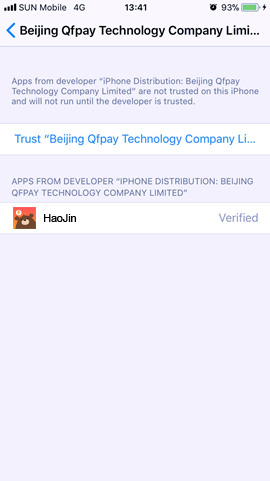 SUN Mobile 4G 13:41 93%
Beijing Qfpay Technology Company Limi...
Apps from developer “iPhone Distribution: Beijing Qfpay
Technology Company Limited” are not trusted on this iPhone
and will not run until the developer is trusted.
Trust “Beijing Qfpay Technology Company Li...
APPS FROM DEVELOPER “IPHONE DISTRIBUTION: BEIJING
QFPAY TECHNOLOGY COMPANY LIMITED”
HaoJin Verified